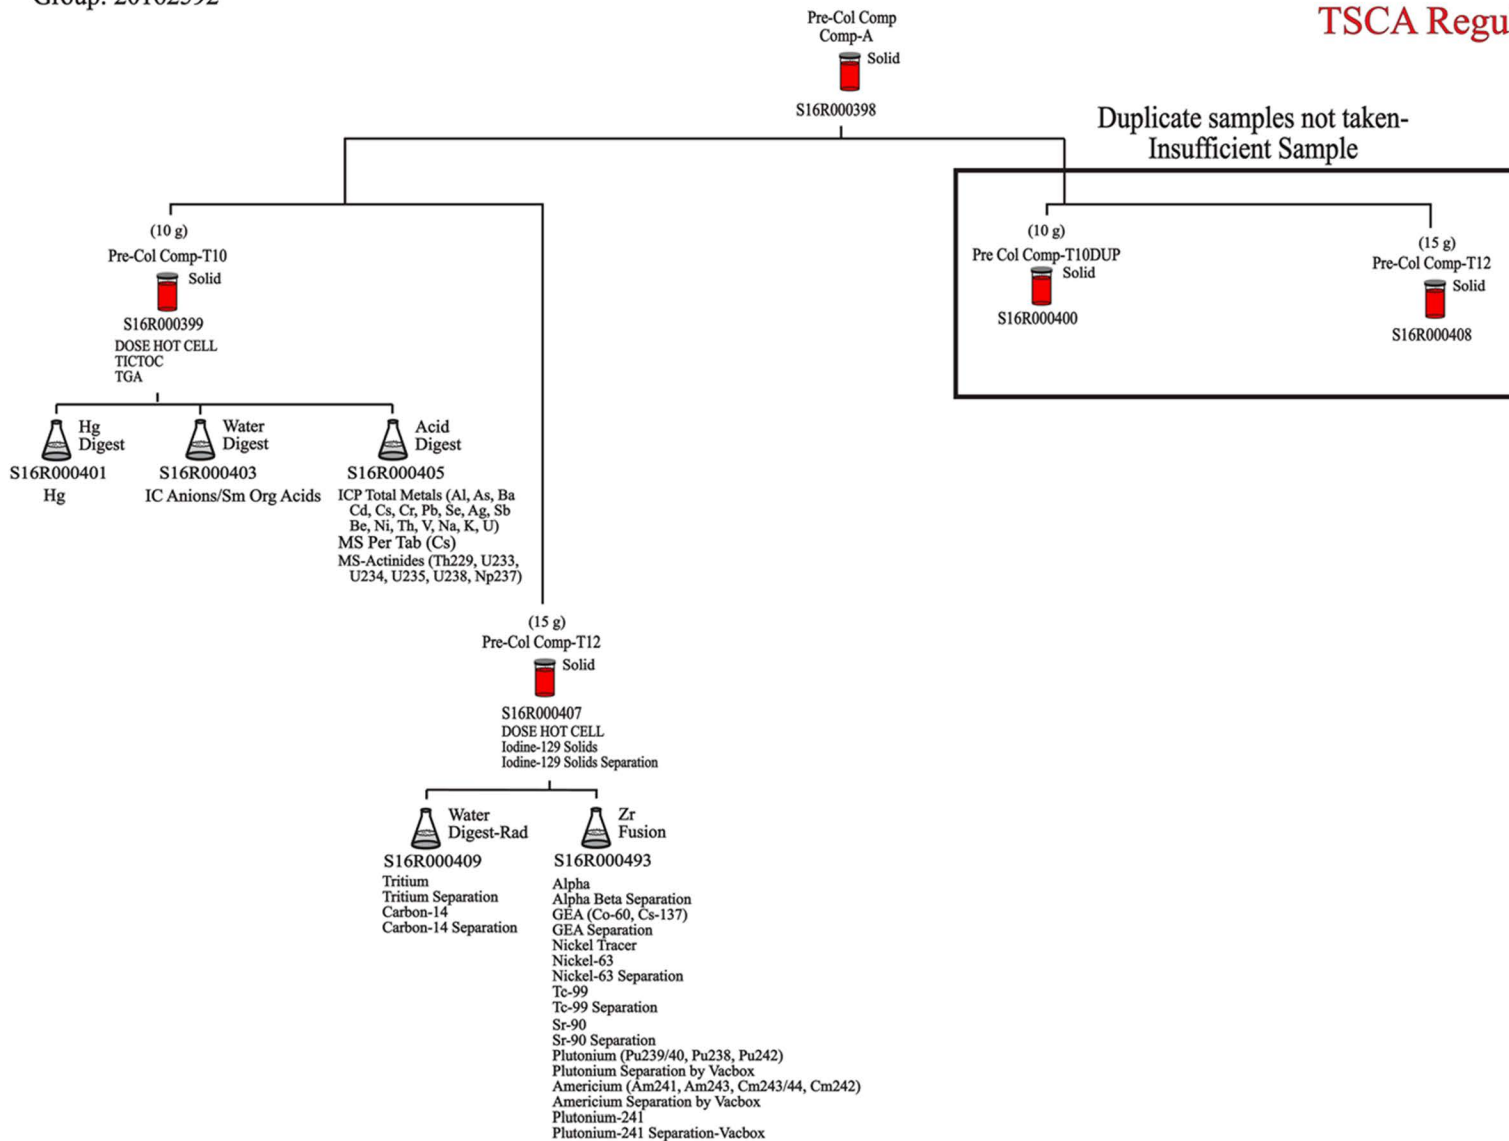 Group: 20162592
TSCA Regu
Pre-Col Comp
Comp-A
Solid
S16R000398
Duplicate samples not taken-
Insufficient Sample
(10 g)
Pre-Col Comp-T10
Solid
S16R000399
DOSE HOT CELL
TICTOC
TGA
(10 g)
Pre Col Comp-T10DUP
Solid
S16R000400
(15 g)
Pre-Col Comp-T12
Solid
S16R000408
Hg
Digest
S16R000401
Hg
Water
Digest
S16R000403
IC Anions/Sm Org Acids
Acid
Digest
S16R000405
ICP Total Metals (Al, As, Ba
Cd, Cs, Cr, Pb, Se, Ag, Sb
Be, Ni, Th, V, Na, K, U)
MS Per Tab (Cs)
MS-Actinides (Th229, U233,
U234, U235, U238, Np237)
(15 g)
Pre-Col Comp-T12
Solid
S16R000407
DOSE HOT CELL
Iodine-129 Solids
Iodine-129 Solids Separation
Water
Digest-Rad
S16R000409
Tritium
Tritium Separation
Carbon-14
Carbon-14 Separation
Zr
Fusion
S16R000493
Alpha
Alpha Beta Separation
GEA (Co-60, Cs-137)
GEA Separation
Nickel Tracer
Nickel-63
Nickel-63 Separation
Tc-99
Tc-99 Separation
Sr-90
Sr-90 Separation
Plutonium (Pu239/40, Pu238, Pu242)
Plutonium Separation by Vacbox
Americium (Am241, Am243, Cm243/44, Cm242)
Americium Separation by Vacbox
Plutonium-241
Plutonium-241 Separation-Vacbox